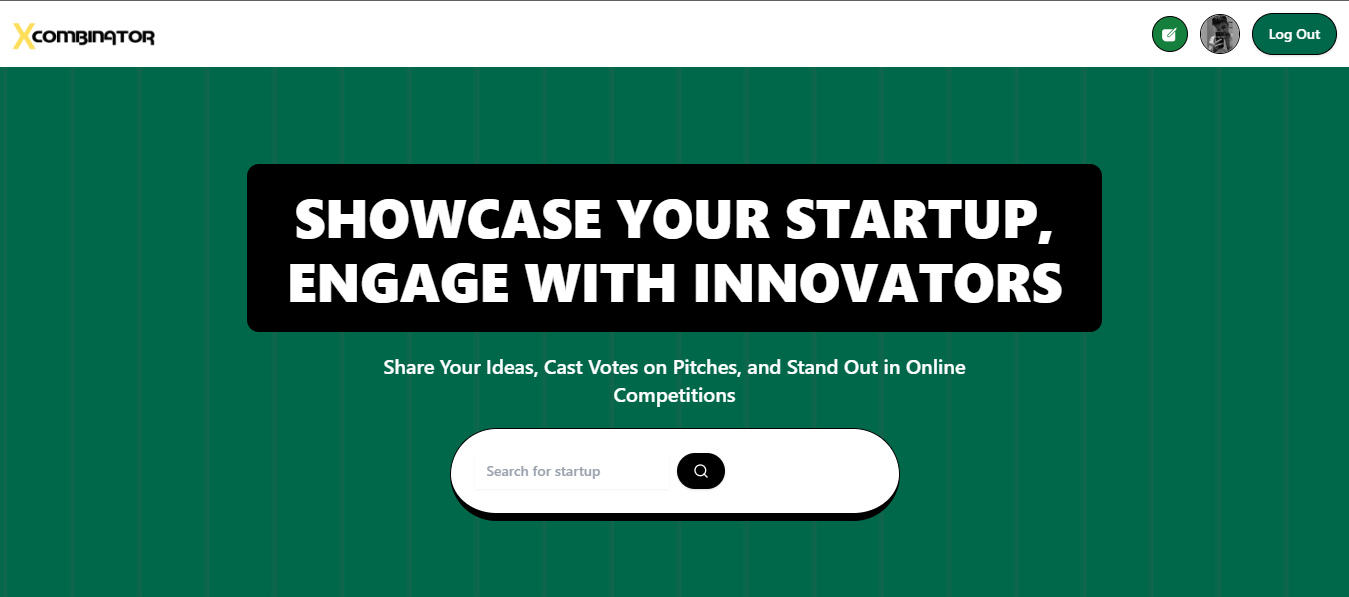 XCOMBINATOR
Log Out
SHOWCASE YOUR STARTUP,
ENGAGE WITH INNOVATORS
Share Your Ideas, Cast Votes on Pitches, and Stand Out in Online
Competitions
Search for startup